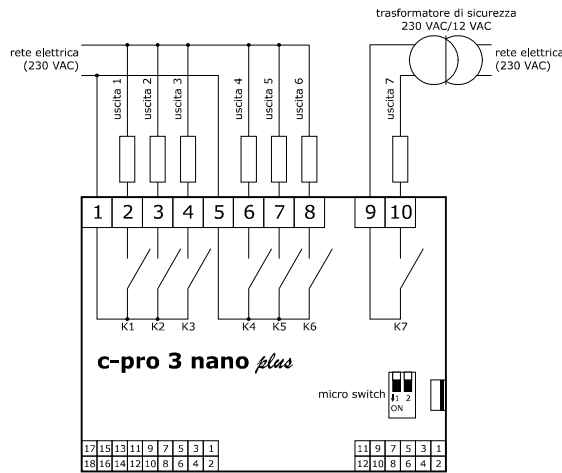 trasformatore di sicurezza
230 VAC/12 VAC
rete elettrica
(230 VAC)
rete elettrica
(230 VAC)
uscita 1
uscita 2
uscita 3
uscita 4
uscita 5
uscita 6
uscita 7
1 2 3 4 5 6 7 8 9 10
K1 K2 K3 K4 K5 K6 K7
c-pro 3 nano plus
micro switch
1 2
ON
17 15 13 11 9 7 5 3 1
18 16 14 12 10 8 6 4 2
11 9 7 5 3 1
12 10 8 6 4 2